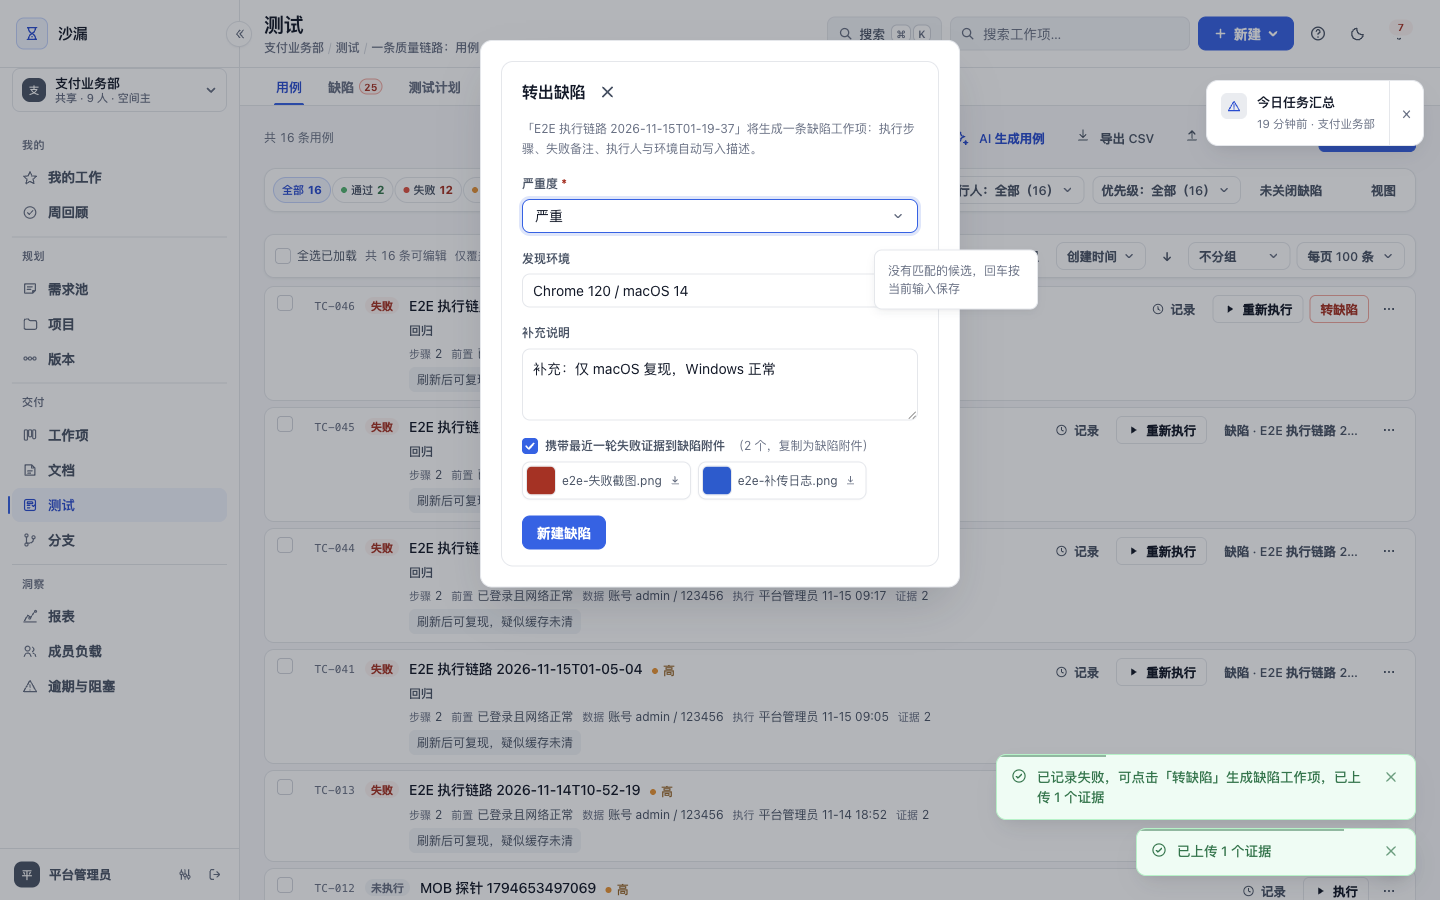 沙漏
支 支付业务部
共享 · 9 人 · 空间主
我的
我的工作
周回顾
规划
需求池
项目
版本
交付
工作项
文档
测试
分支
洞察
报表
成员负载
逾期与阻塞
平 平台管理员
测试
支付业务部 / 测试 / 一条质量链路：用例
搜索 ⌘ K
搜索工作项...
新建
7
用例 缺陷 25 测试计划
共 16 条用例
AI 生成用例 导出 CSV
今日任务汇总
19 分钟前 · 支付业务部
全部 16 通过 2 失败 12
行人：全部（16） 优先级：全部（16） 未关闭缺陷 视图
全选已加载 共 16 条可编辑 仅覆
创建时间 不分组 每页 100 条
转出缺陷
「E2E 执行链路 2026-11-15T01-19-37」将生成一条缺陷工作项：执行步
骤、失败备注、执行人与环境自动写入描述。
严重度 *
严重
发现环境
Chrome 120 / macOS 14
没有匹配的候选，回车按
当前输入保存
补充说明
补充：仅 macOS 复现，Windows 正常
携带最近一轮失败证据到缺陷附件 （2 个，复制为缺陷附件）
e2e-失败截图.png e2e-补传日志.png
新建缺陷
TC-046 失败 E2E 执行链 记录 重新执行 转缺陷
回归
步骤 2 前置
刷新后可复现
TC-045 失败 E2E 执行链 记录 重新执行 缺陷 · E2E 执行链路 2...
回归
步骤 2 前置
刷新后可复现
TC-044 失败 E2E 执行链 记录 重新执行 缺陷 · E2E 执行链路 2...
回归
步骤 2 前置 已登录且网络正常 数据 账号 admin / 123456 执行 平台管理员 11-15 09:17 证据 2
刷新后可复现，疑似缓存未清
TC-041 失败 E2E 执行链路 2026-11-15T01-05-04 高 记录 重新执行 缺陷 · E2E 执行链路 2...
回归
步骤 2 前置 已登录且网络正常 数据 账号 admin / 123456 执行 平台管理员 11-15 09:05 证据 2
刷新后可复现，疑似缓存未清
TC-013 失败 E2E 执行链路 2026-11-14T10-52-19 高
步骤 2 前置 已登录且网络正常 数据 账号 admin / 123456 执行 平台管理员 11-14 18:52 证据 2
刷新后可复现，疑似缓存未清
TC-012 未执行 MOB 探针 1794653497069 高 记录 执行
已记录失败，可点击「转缺陷」生成缺陷工作项，已上
传 1 个证据
已上传 1 个证据